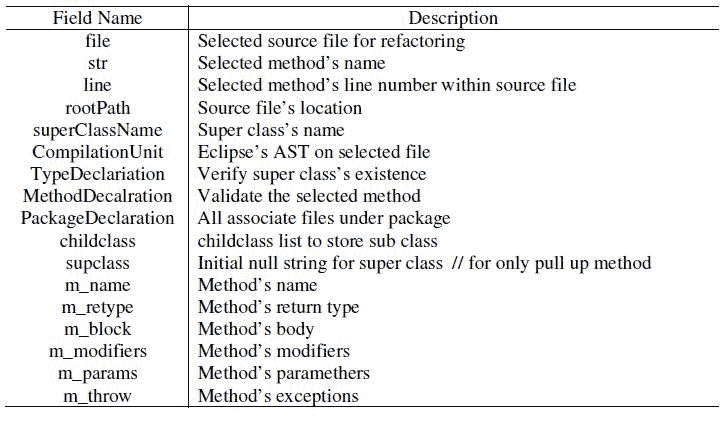 Field Name Description
file Selected source file for refactoring
str Selected method's name
line Selected method's line number within source file
rootPath Source file's location
superClassName Super class's name
CompilationUnit Eclipse's AST on selected file
TypeDeclariation Verify super class's existence
MethodDecalration Validate the selected method
PackageDeclaration All associate files under package
childclass childclass list to store sub class
supclass Initial null string for super class // for only pull up method
m_name Method's name
m_retype Method's return type
m_block Method's body
m_modifiers Method's modifiers
m_params Method's paramethers
m_throw Method's exceptions